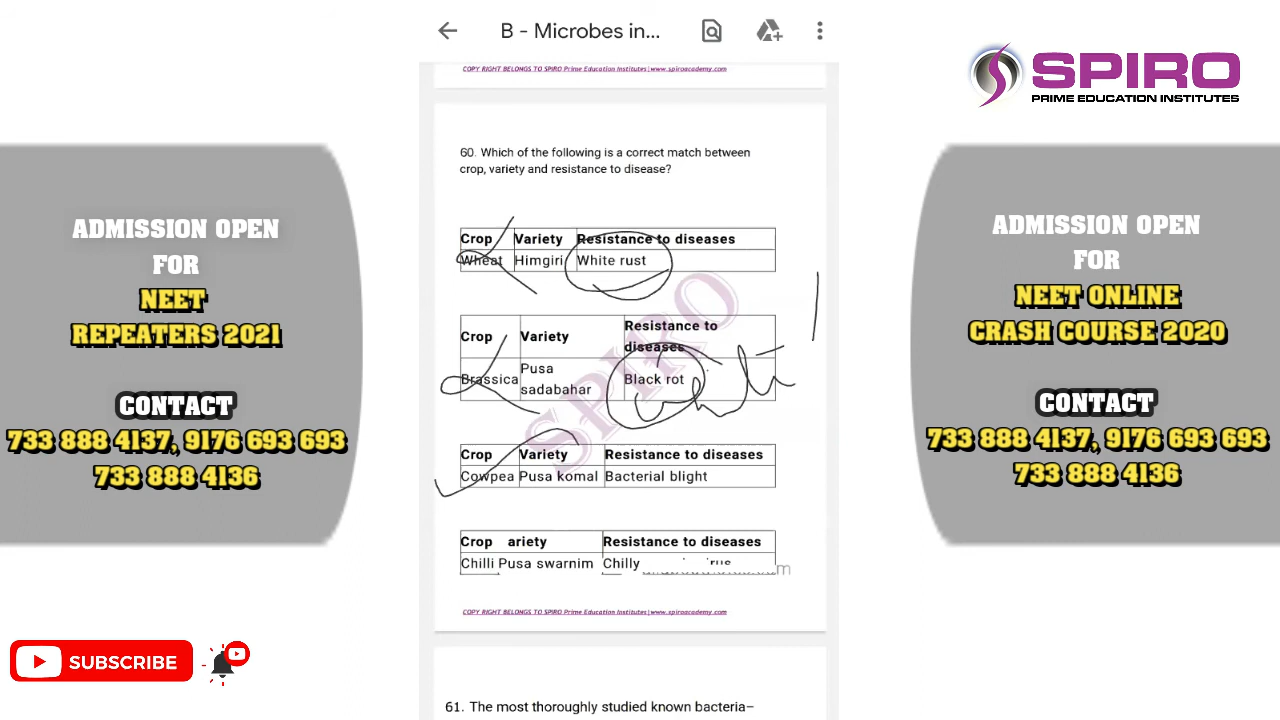 B - Microbes in...
COPY RIGHT BELONGS TO SPIRO Prime Education Institutes|www.spiroacademy.com
SPIRO
PRIME EDUCATION INSTITUTES
60. Which of the following is a correct match between
crop, variety and resistance to disease?
Crop Variety Resistance to diseases
Wheat Himgiri White rust
Crop Variety Resistance to
diseases
Brassica Pusa
sadabahar Black rot
Crop Variety Resistance to diseases
Cowpea Pusa komal Bacterial blight
Crop ariety Resistance to diseases
Chilli Pusa swarnim Chilly
SPIRO
COPY RIGHT BELONGS TO SPIRO Prime Education Institutes|www.spiroacademy.com
61. The most thoroughly studied known bacteria–
ADMISSION OPEN
FOR
NEET
REPEATERS 2021
CONTACT
733 888 4137, 9176 693 693
733 888 4136
ADMISSION OPEN
FOR
NEET ONLINE
CRASH COURSE 2020
CONTACT
733 888 4137, 9176 693 693
733 888 4136
SUBSCRIBE